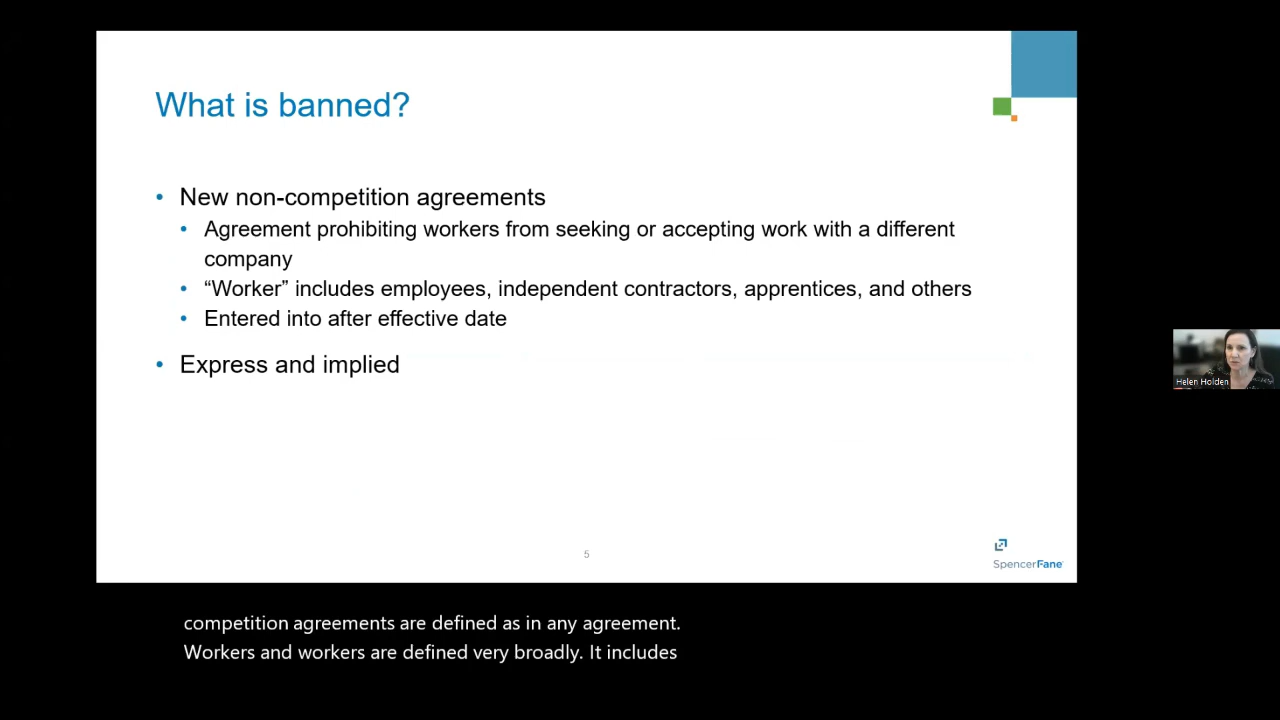 What is banned?
• New non-competition agreements
• Agreement prohibiting workers from seeking or accepting work with a different
company
• “Worker” includes employees, independent contractors, apprentices, and others
• Entered into after effective date
• Express and implied
Helen Holden
5
SpencerFane
competition agreements are defined as in any agreement.
Workers and workers are defined very broadly. It includes